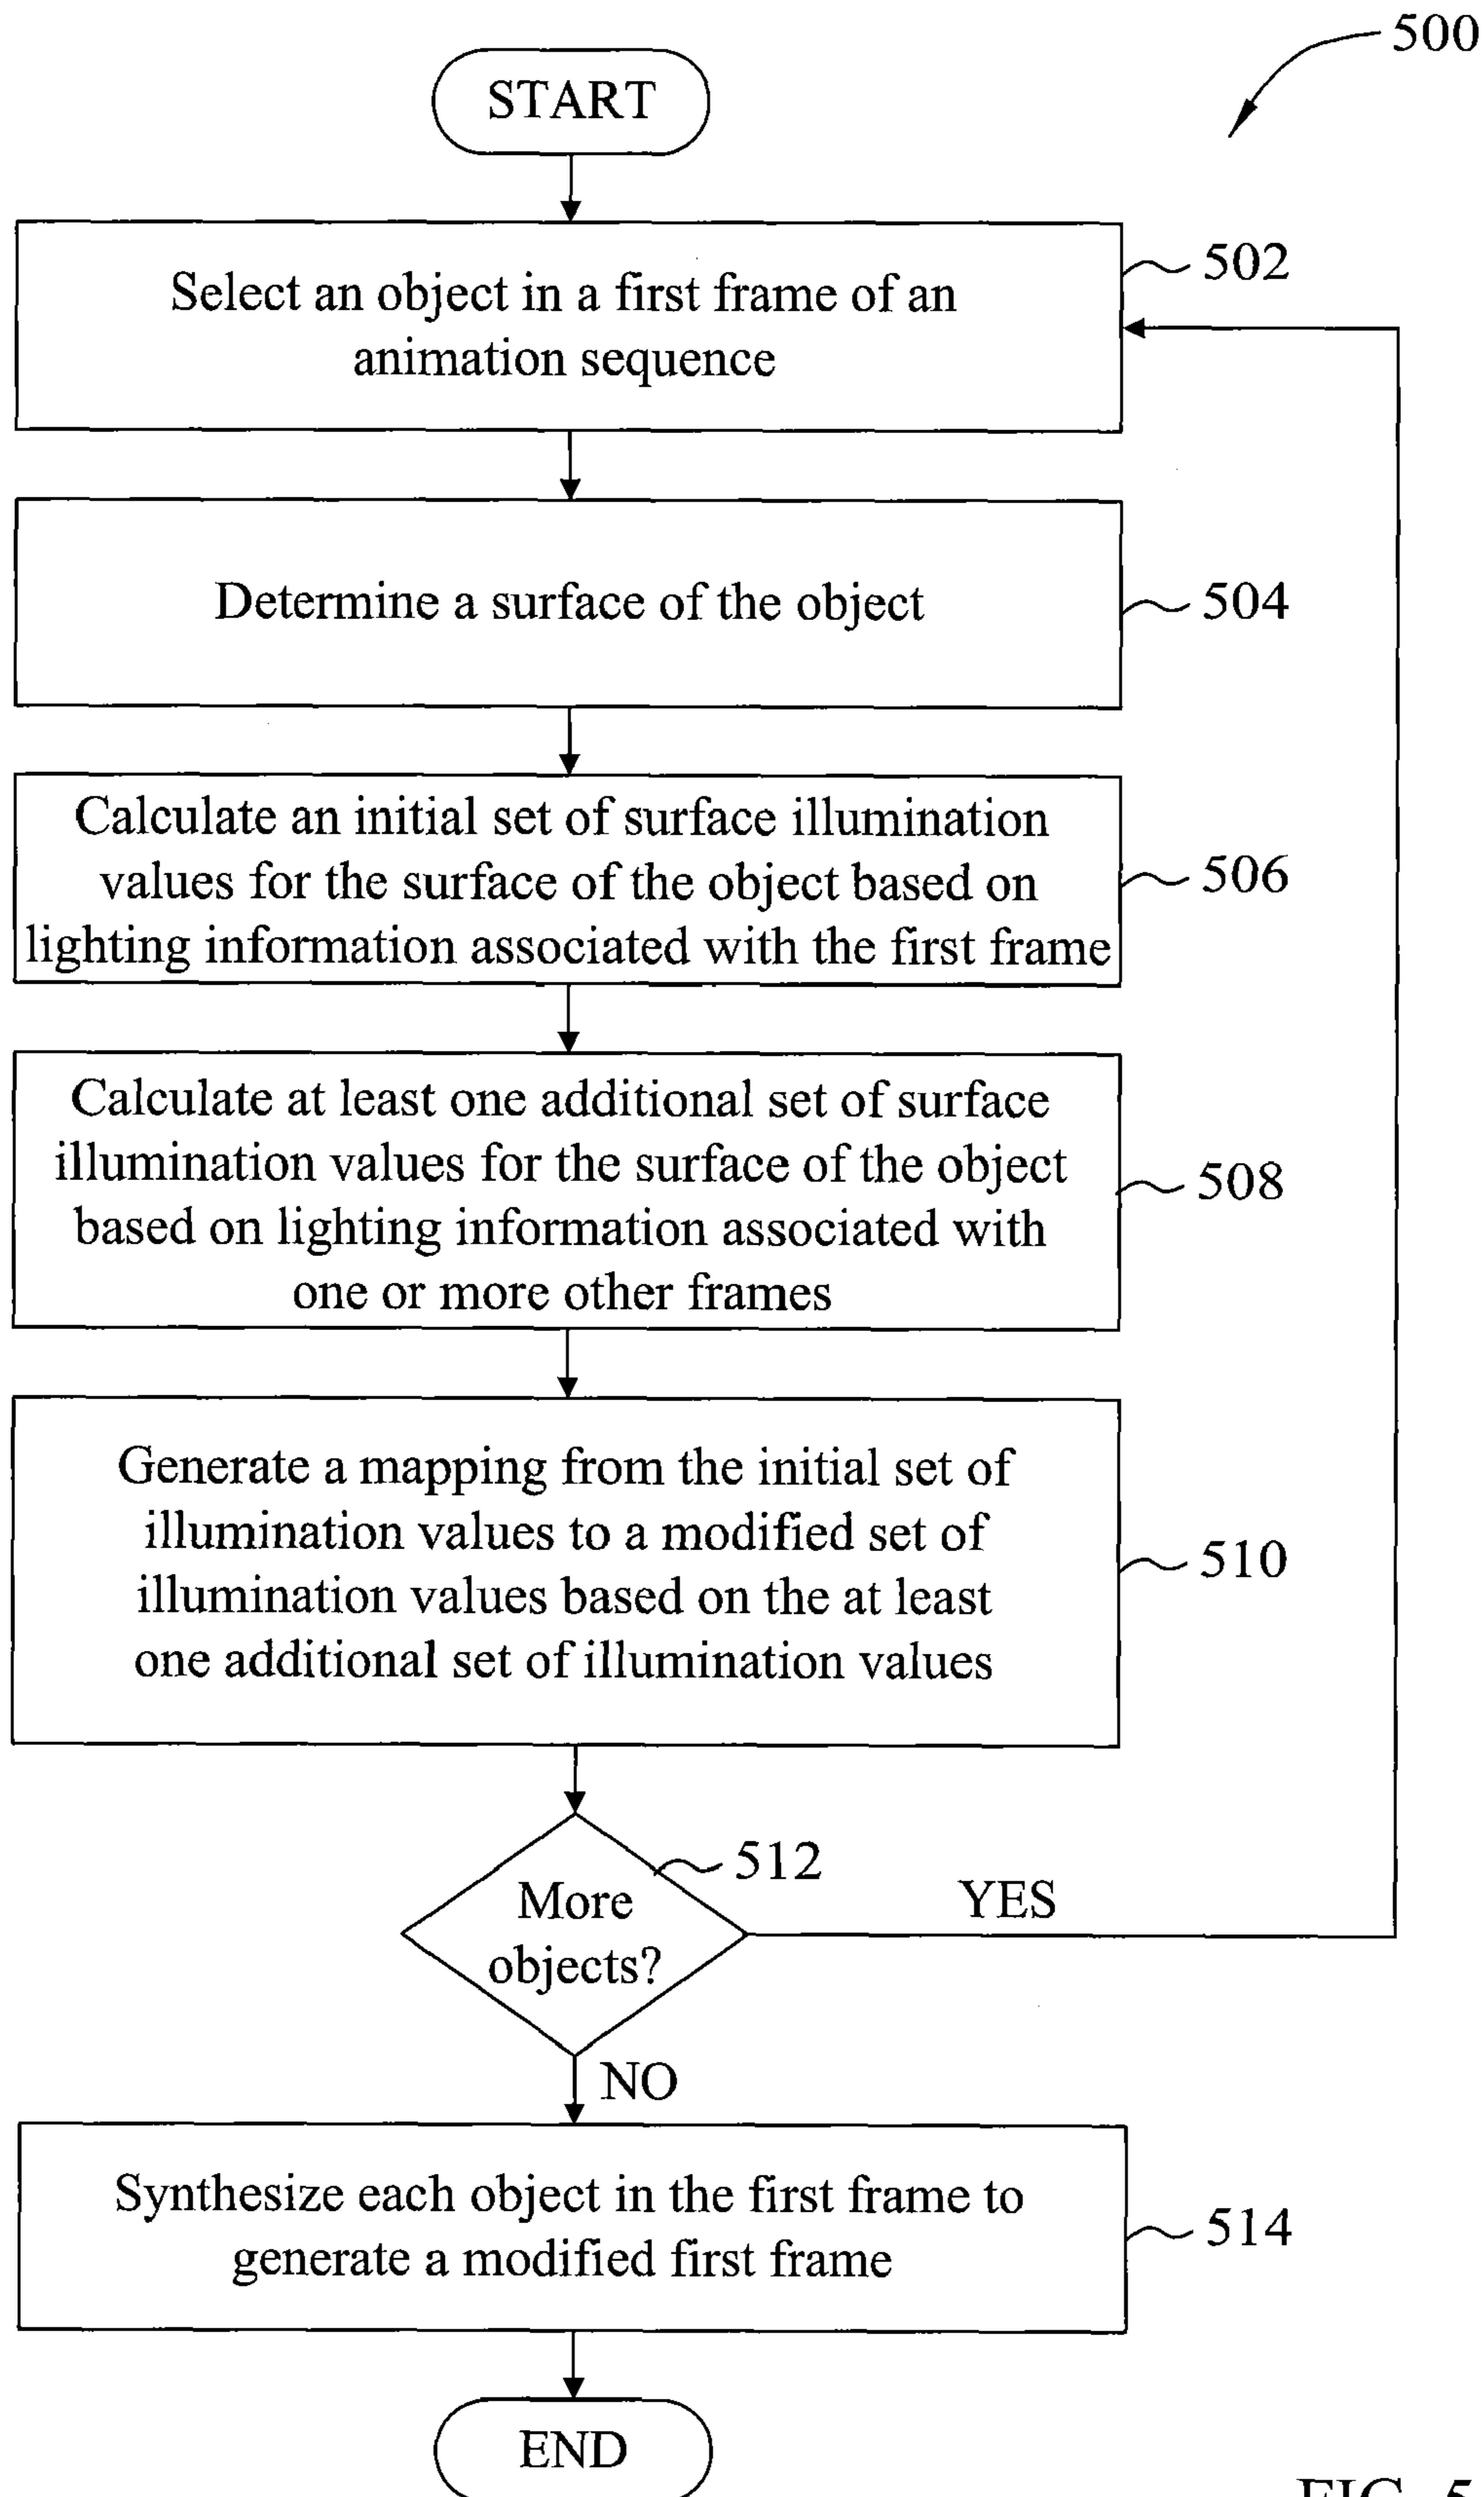 500
START
Select an object in a first frame of an
animation sequence
502
Determine a surface of the object
504
Calculate an initial set of surface illumination
values for the surface of the object based on
lighting information associated with the first frame
506
Calculate at least one additional set of surface
illumination values for the surface of the object
based on lighting information associated with
one or more other frames
508
Generate a mapping from the initial set of
illumination values to a modified set of
illumination values based on the at least
one additional set of illumination values
510
More
objects?
512
YES
NO
Synthesize each object in the first frame to
generate a modified first frame
514
END
FIG. 5